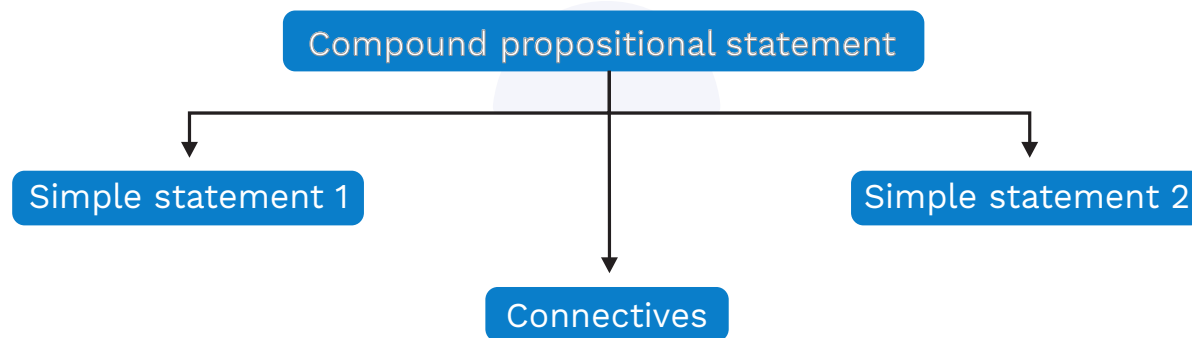 Compound propositional statement
Simple statement 1
Simple statement 2
Connectives